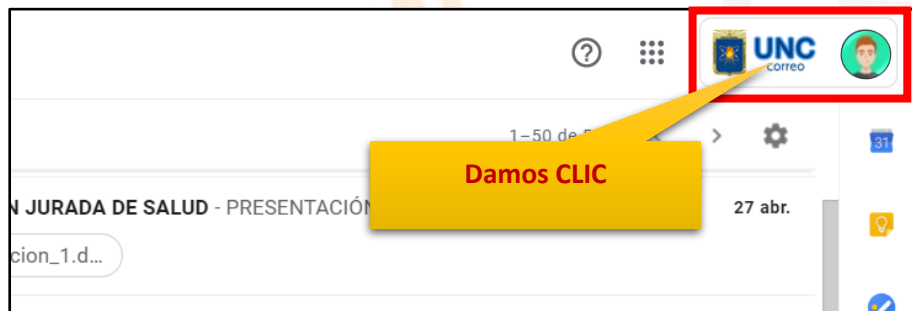 UNC
correo
1–50 de
Damos CLIC
N JURADA DE SALUD - PRESENTACIÓN
27 abr.
cion_1.d...
31